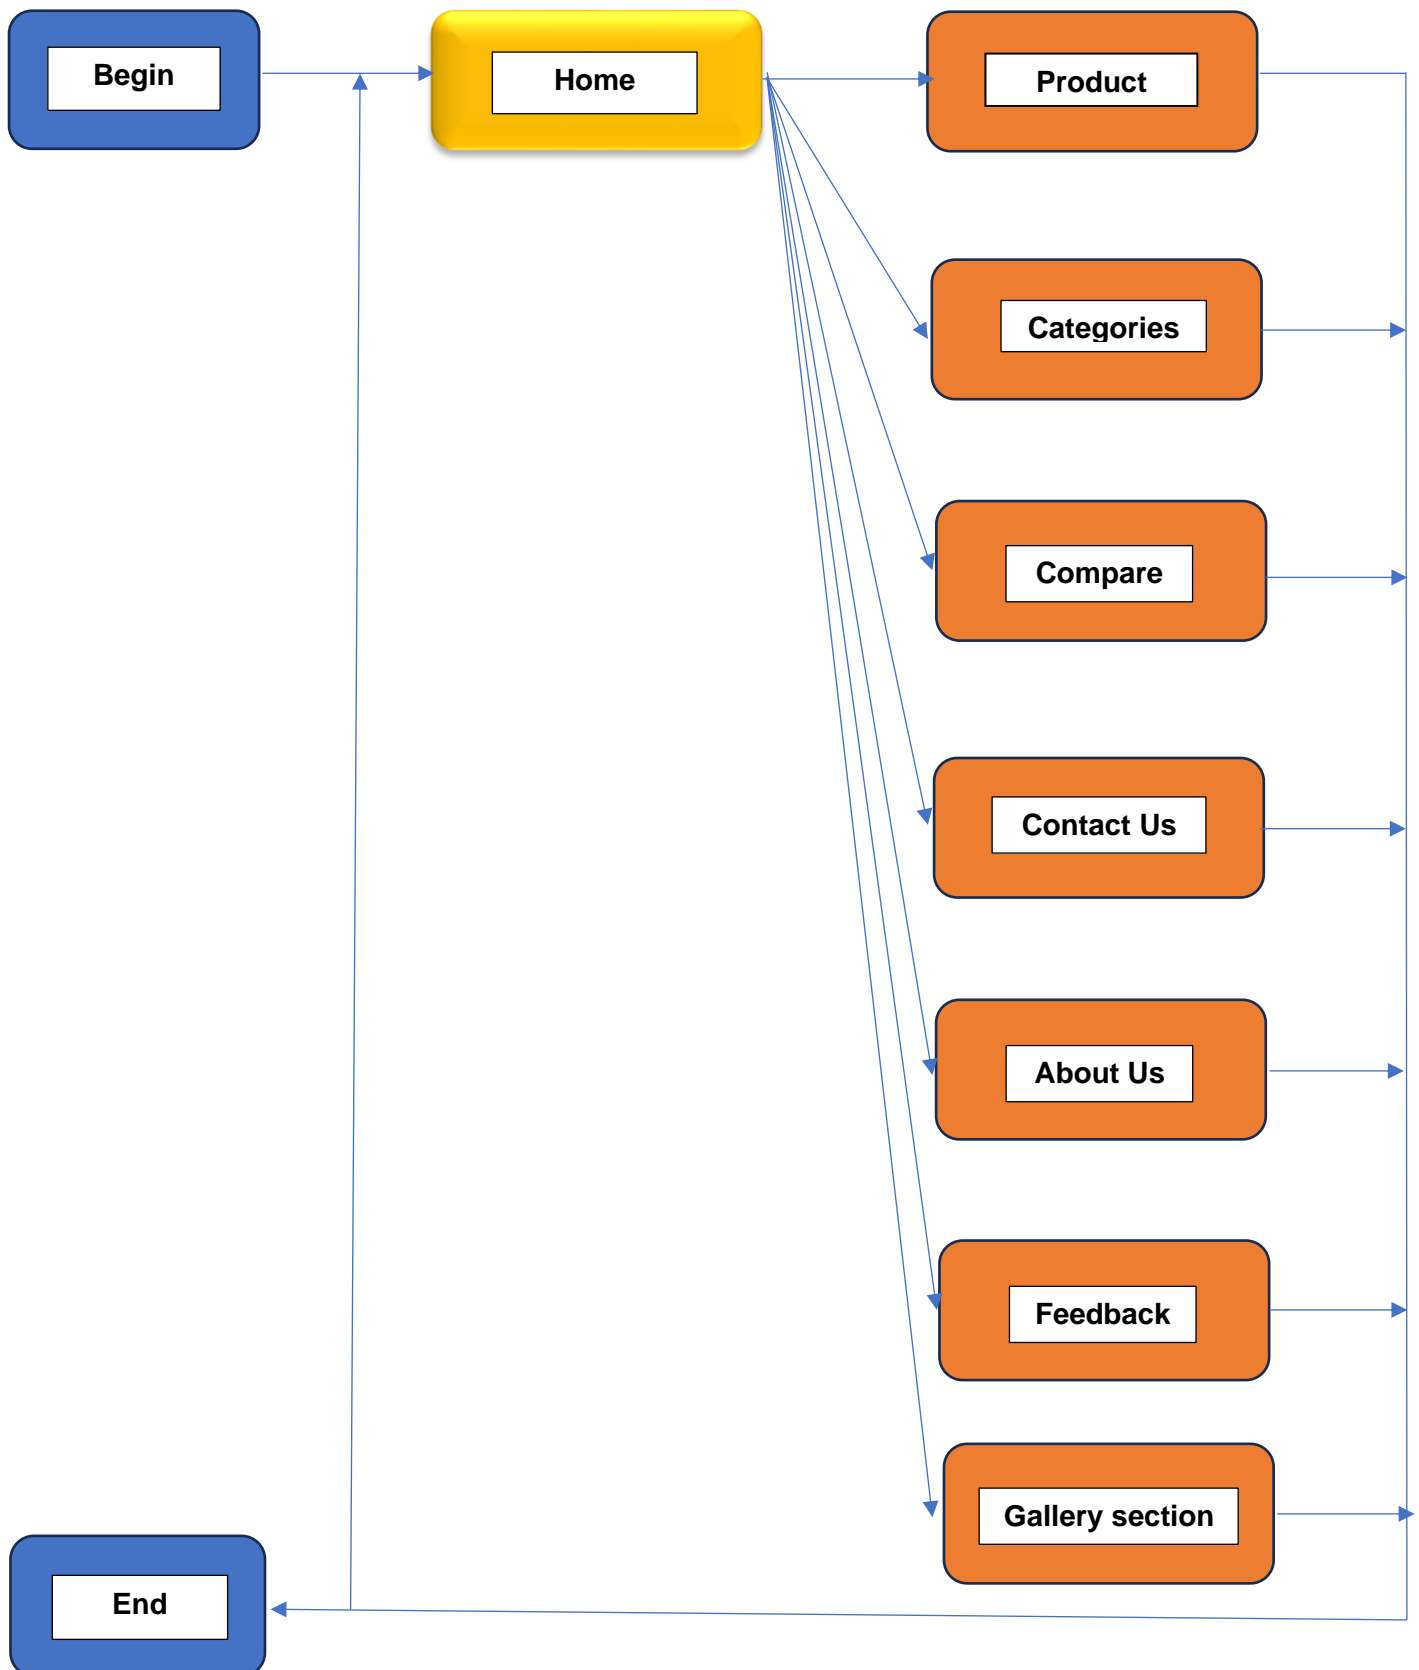 Begin
Home
Product
Categories
Compare
Contact Us
About Us
Feedback
Gallery section
End